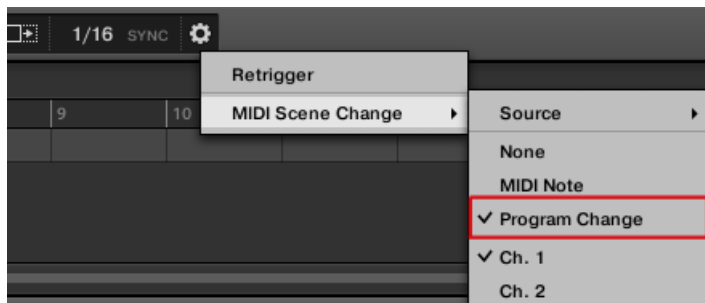 1/16 SYNC
Retrigger
9 10 MIDI Scene Change
Source
None
MIDI Note
Program Change
Ch. 1
Ch. 2